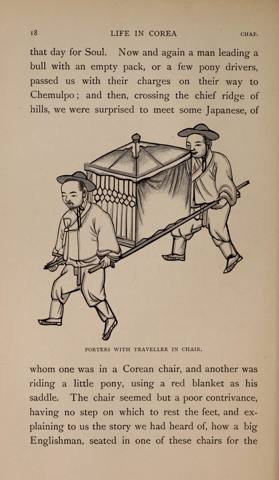 18 LIFE IN COREA CHAP.
that day for Soul. Now and again a man leading a
bull with an empty pack, or a few pony drivers,
passed us with their charges on their way to
Chemulpo; and then, crossing the chief ridge of
hills, we were surprised to meet some Japanese, of
PORTERS WITH TRAVELLER IN CHAIR.
whom one was in a Corean chair, and another was
riding a little pony, using a red blanket as his
saddle. The chair seemed but a poor contrivance,
having no step on which to rest the feet, and ex-
plaining to us the story we had heard of, how a big
Englishman, seated in one of these chairs for the